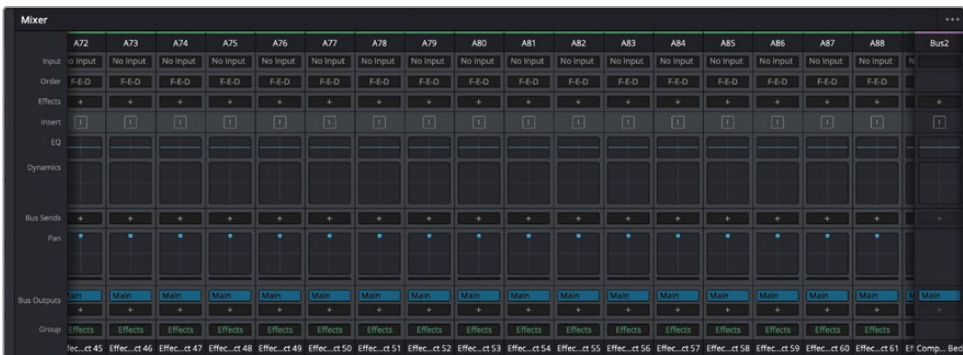 Mixer
A72 A73 A74 A75 A76 A77 A78 A79 A80 A81 A82 A83 A84 A85 A86 A87 A88 Bus2
Input o Input No Input No Input No Input No Input No Input No Input No Input No Input No Input No Input No Input No Input No Input No Input No Input No Input N
Order F-E-D F-E-D F-E-D F-E-D F-E-D F-E-D F-E-D F-E-D F-E-D F-E-D F-E-D F-E-D F-E-D F-E-D F-E-D F-E-D F-E-D
Effects + + + + + + + + + + + + + + + + + +
Insert I I I I I I I I I I I I I I I I I I
EQ
Dynamics
Bus Sends + + + + + + + + + + + + + + + + + +
Pan
Bus Outputs Main Main Main Main Main Main Main Main Main Main Main Main Main Main Main Main Main Main
+ + + + + + + + + + + + + + + + + +
Group Effects Effects Effects Effects Effects Effects Effects Effects Effects Effects Effects Effects Effects Effects Effects Effects Effects
ffec...ct 45 Effec...ct 46 Effec...ct 47 Effec...ct 48 Effec...ct 49 Effec...ct 50 Effec...ct 51 Effec...ct 52 Effec...ct 53 Effec...ct 54 Effec...ct 55 Effec...ct 56 Effec...ct 57 Effec...ct 58 Effec...ct 59 Effec...ct 60 Effec...ct 61 Ef Comp... Bed